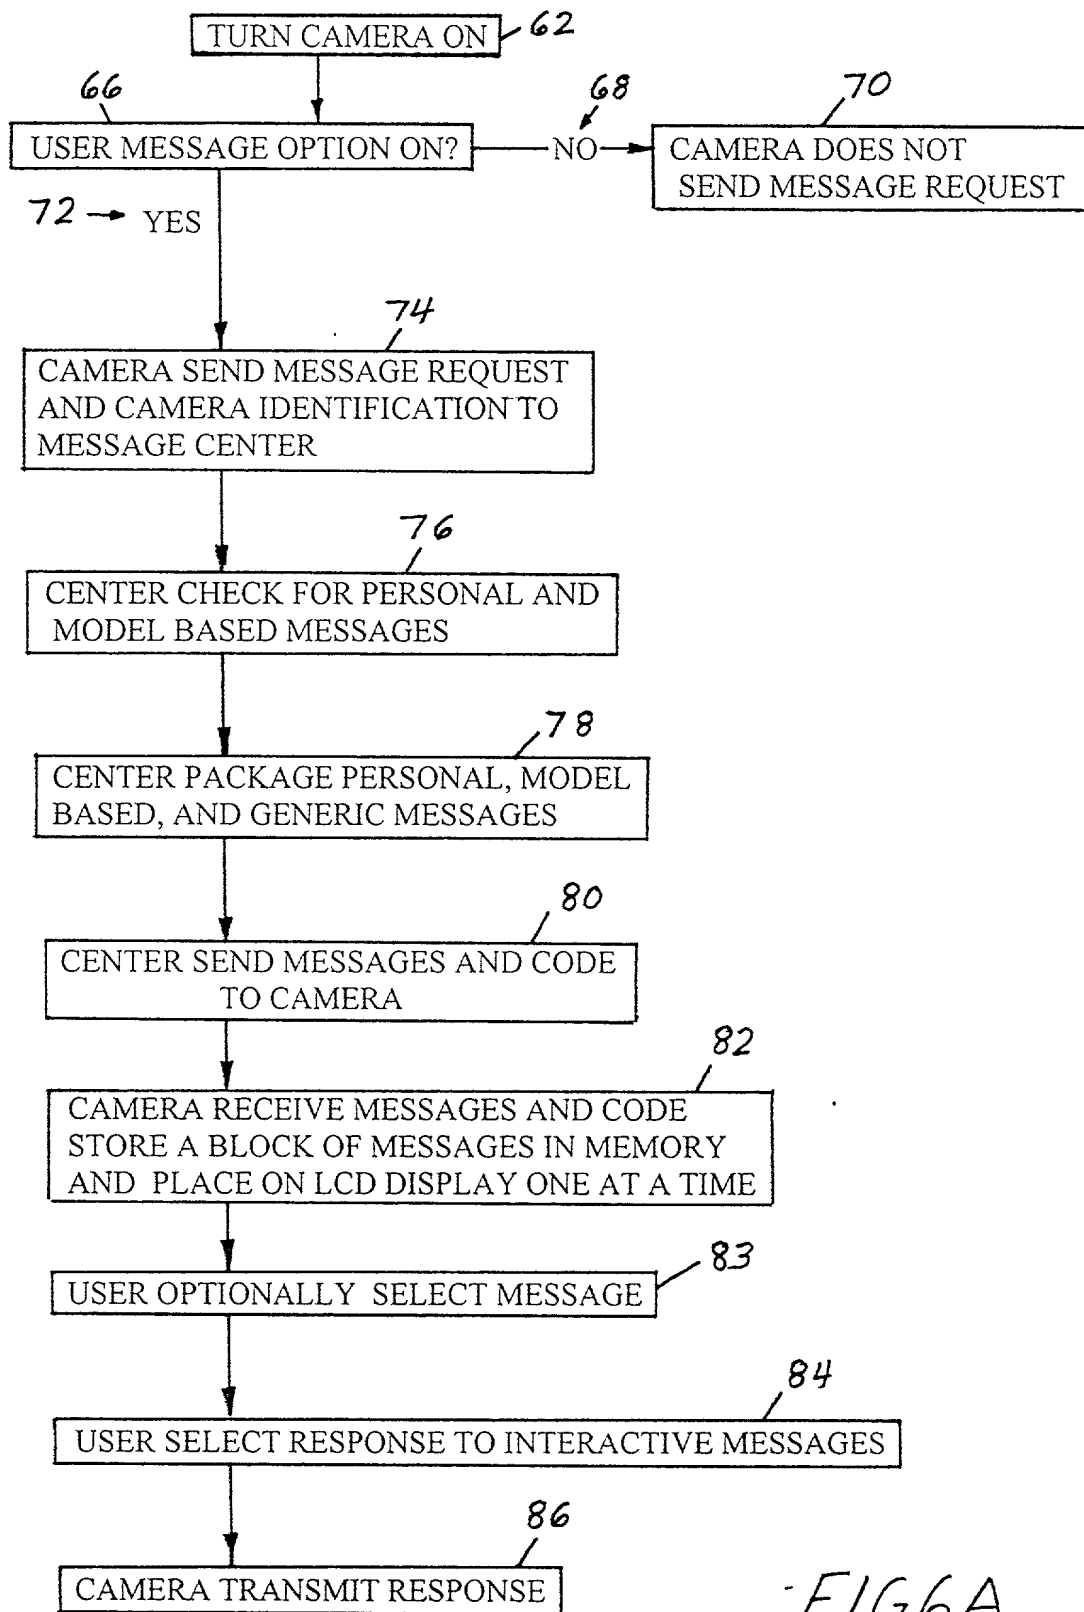 TURN CAMERA ON
62
66
68
70
USER MESSAGE OPTION ON?
NO
CAMERA DOES NOT
SEND MESSAGE REQUEST
72
YES
74
CAMERA SEND MESSAGE REQUEST
AND CAMERA IDENTIFICATION TO
MESSAGE CENTER
76
CENTER CHECK FOR PERSONAL AND
MODEL BASED MESSAGES
78
CENTER PACKAGE PERSONAL, MODEL
BASED, AND GENERIC MESSAGES
80
CENTER SEND MESSAGES AND CODE
TO CAMERA
82
CAMERA RECEIVE MESSAGES AND CODE
STORE A BLOCK OF MESSAGES IN MEMORY
AND PLACE ON LCD DISPLAY ONE AT A TIME
83
USER OPTIONALLY SELECT MESSAGE
84
USER SELECT RESPONSE TO INTERACTIVE MESSAGES
86
CAMERA TRANSMIT RESPONSE
FIG6A